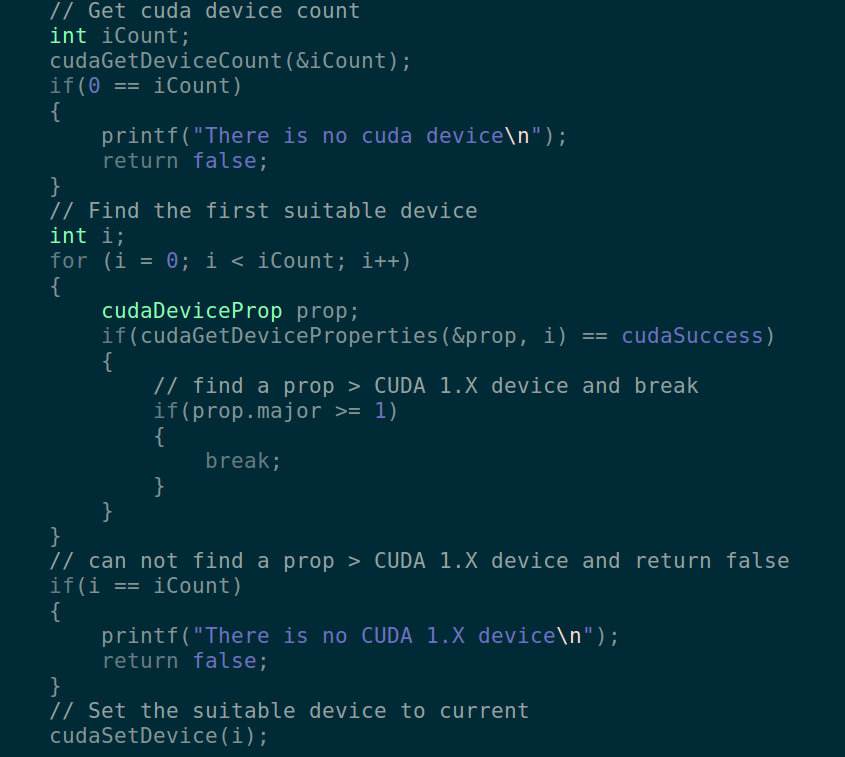 // Get cuda device count
int iCount;
cudaGetDeviceCount(&iCount);
if(0 == iCount)
{
    printf("There is no cuda device\n");
    return false;
}
// Find the first suitable device
int i;
for (i = 0; i < iCount; i++)
{
    cudaDeviceProp prop;
    if(cudaGetDeviceProperties(&prop, i) == cudaSuccess)
    {
        // find a prop > CUDA 1.X device and break
        if(prop.major >= 1)
        {
            break;
        }
    }
}
// can not find a prop > CUDA 1.X device and return false
if(i == iCount)
{
    printf("There is no CUDA 1.X device\n");
    return false;
}
// Set the suitable device to current
cudaSetDevice(i);